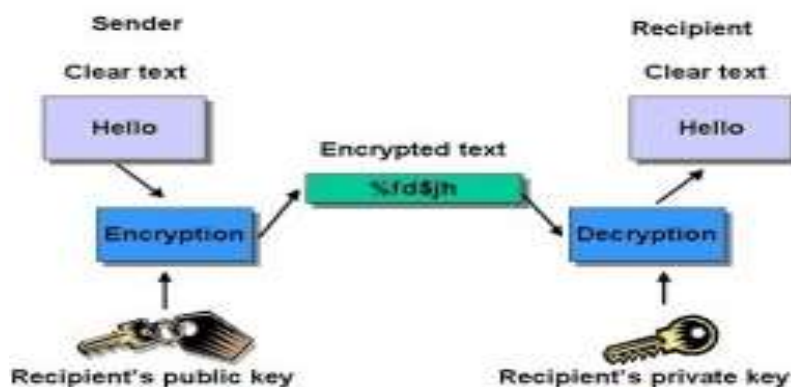 Sender
Recipient
Clear text
Clear text
Hello
Hello
Encrypted text
%fd$jh
Encryption
Decryption
Recipient's public key
Recipient's private key